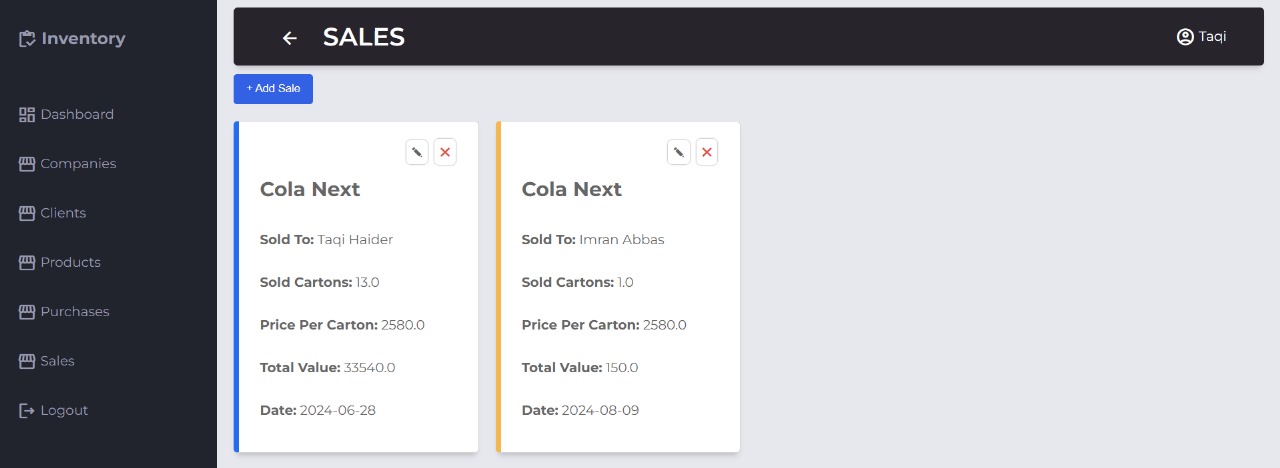 Inventory
Dashboard
Companies
Clients
Products
Purchases
Sales
Logout
SALES
Taqi
+ Add Sale
Cola Next
Sold To: Taqi Haider
Sold Cartons: 13.0
Price Per Carton: 2580.0
Total Value: 33540.0
Date: 2024-06-28
Cola Next
Sold To: Imran Abbas
Sold Cartons: 1.0
Price Per Carton: 2580.0
Total Value: 150.0
Date: 2024-08-09